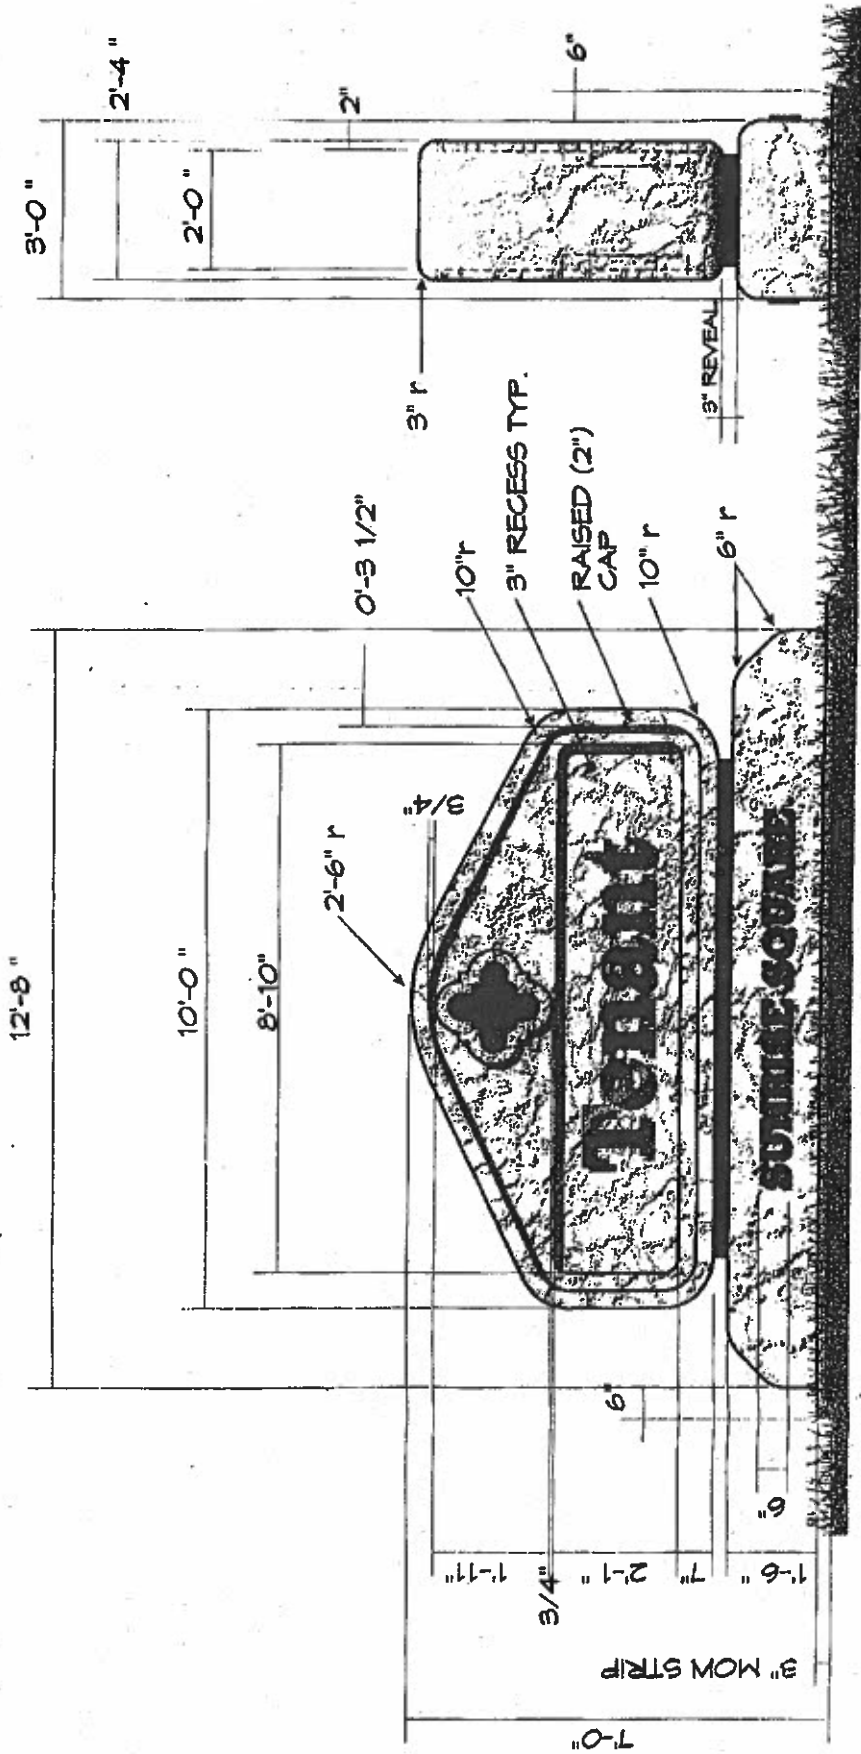 12'-8"
10'-0"
8'-10"
2'-6" r
3/4"
0'-3 1/2"
10" r
3" RECESS TYP.
RAISED (2")
CAP
10" r
6" r
Tenant
SUNRISE SQUARE
7'-0"
3" MOW STRIP
1'-11"
3/4"
2'-1"
7"
1'-6"
6"
6"
3'-0"
2'-4"
2'-0"
2"
6"
3" r
3" REVEAL